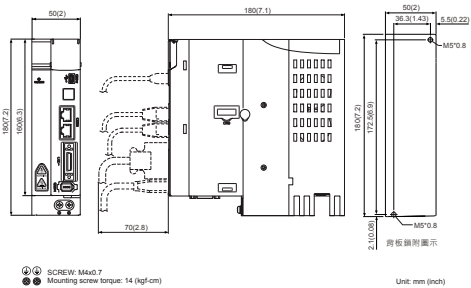 50(2)
180(7.1)
50(2)
36.3(1.43)
5.5(0.22)
M5*0.8
180(7.2)
160(6.3)
180(7.2)
172.5(6.9)
70(2.8)
2.1(0.08)
M5*0.8
背板鎖附圖示
SCREW: M4x0.7
Mounting screw torque: 14 (kgf-cm)
Unit: mm (inch)